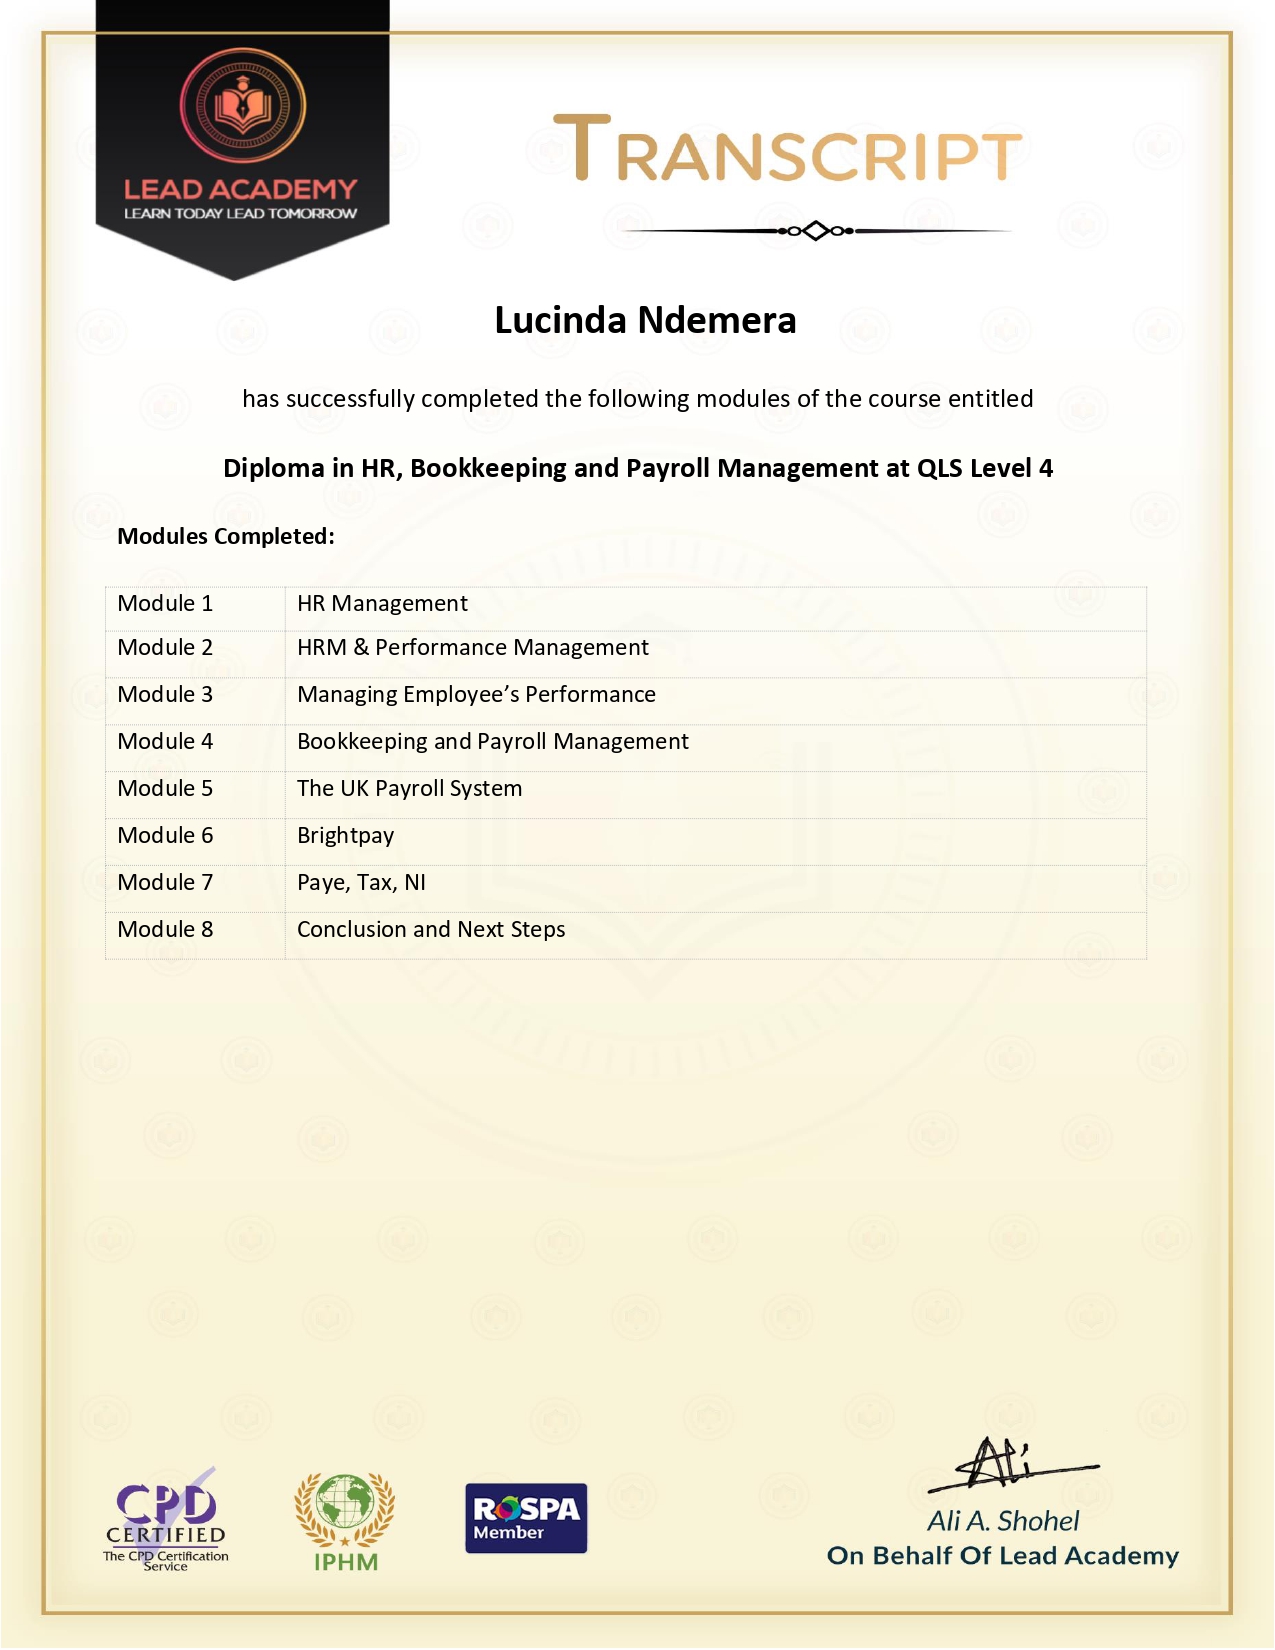 LEAD ACADEMY
LEARN TODAY LEAD TOMORROW
TRANSCRIPT
Lucinda Ndemera
has successfully completed the following modules of the course entitled
Diploma in HR, Bookkeeping and Payroll Management at QLS Level 4
Modules Completed:
Module 1 HR Management
Module 2 HRM & Performance Management
Module 3 Managing Employee’s Performance
Module 4 Bookkeeping and Payroll Management
Module 5 The UK Payroll System
Module 6 Brightpay
Module 7 Paye, Tax, NI
Module 8 Conclusion and Next Steps
CPD
CERTIFIED
The CPD Certification
Service
IPHM
RoSPA
Member
Ali
Ali A. Shohel
On Behalf Of Lead Academy